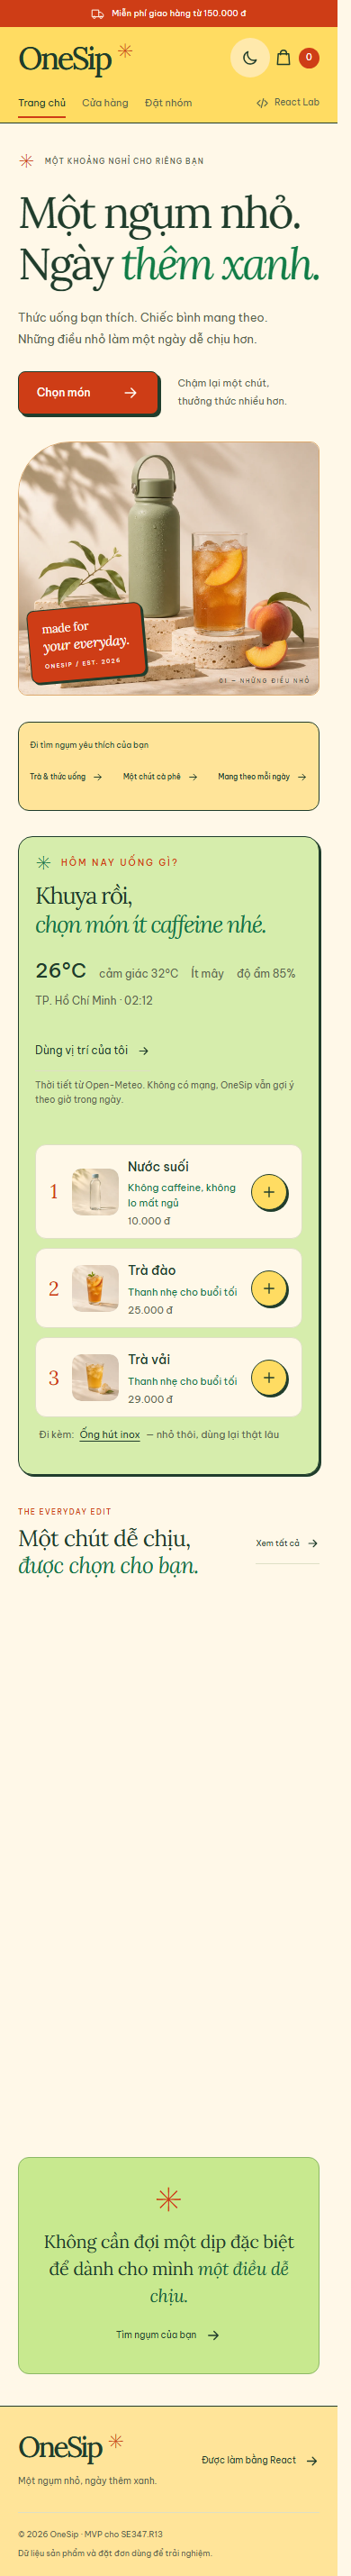 Miễn phí giao hàng từ 150.000 đ
OneSip
0
Trang chủ
Cửa hàng
Đặt nhóm
React Lab
MỘT KHOẢNG NGHỈ CHO RIÊNG BẠN
Một ngụm nhỏ.
Ngày thêm xanh.
Thức uống bạn thích. Chiếc bình mang theo.
Những điều nhỏ làm một ngày dễ chịu hơn.
Chọn món
Chậm lại một chút,
thưởng thức nhiều hơn.
made for
your everyday.
ONESIP / EST. 2026
01 — NHỮNG ĐIỀU NHỎ
Đi tìm ngụm yêu thích của bạn
Trà & thức uống
Một chút cà phê
Mang theo mỗi ngày
HÔM NAY UỐNG GÌ?
Khuya rồi,
chọn món ít caffeine nhé.
26°C cảm giác 32°C Ít mây độ ẩm 85%
TP. Hồ Chí Minh · 02:12
Dùng vị trí của tôi
Thời tiết từ Open-Meteo. Không có mạng, OneSip vẫn gợi ý
theo giờ trong ngày.
1
Nước suối
Không caffeine, không
lo mất ngủ
10.000 đ
2
Trà đào
Thanh nhẹ cho buổi tối
25.000 đ
3
Trà vải
Thanh nhẹ cho buổi tối
29.000 đ
Đi kèm: Ống hút inox — nhỏ thôi, dùng lại thật lâu
THE EVERYDAY EDIT
Một chút dễ chịu,
được chọn cho bạn.
Xem tất cả
Không cần đợi một dịp đặc biệt
để dành cho mình một điều dễ
chịu.
Tìm ngụm của bạn
OneSip
Một ngụm nhỏ, ngày thêm xanh.
Được làm bằng React
© 2026 OneSip · MVP cho SE347.R13
Dữ liệu sản phẩm và đặt đơn dùng để trải nghiệm.